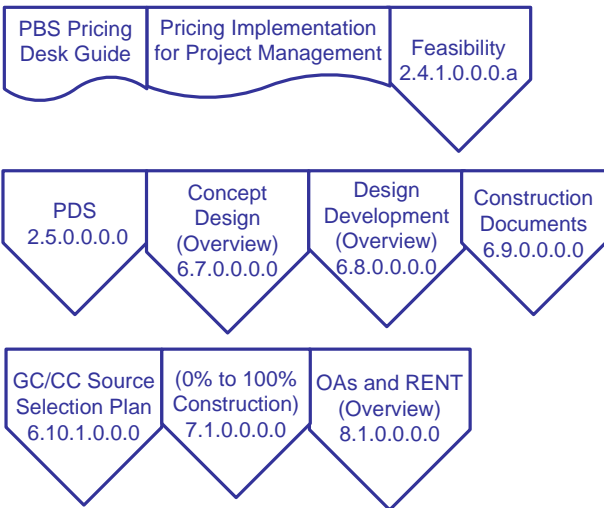 PBS Pricing
Desk Guide
Pricing Implementation
for Project Management
Feasibility
2.4.1.0.0.0.a
PDS
2.5.0.0.0.0
Concept
Design
(Overview)
6.7.0.0.0.0
Design
Development
(Overview)
6.8.0.0.0.0
Construction
Documents
6.9.0.0.0.0
GC/CC Source
Selection Plan
6.10.1.0.0.0
(0% to 100%
Construction)
7.1.0.0.0.0
OAs and RENT
(Overview)
8.1.0.0.0.0